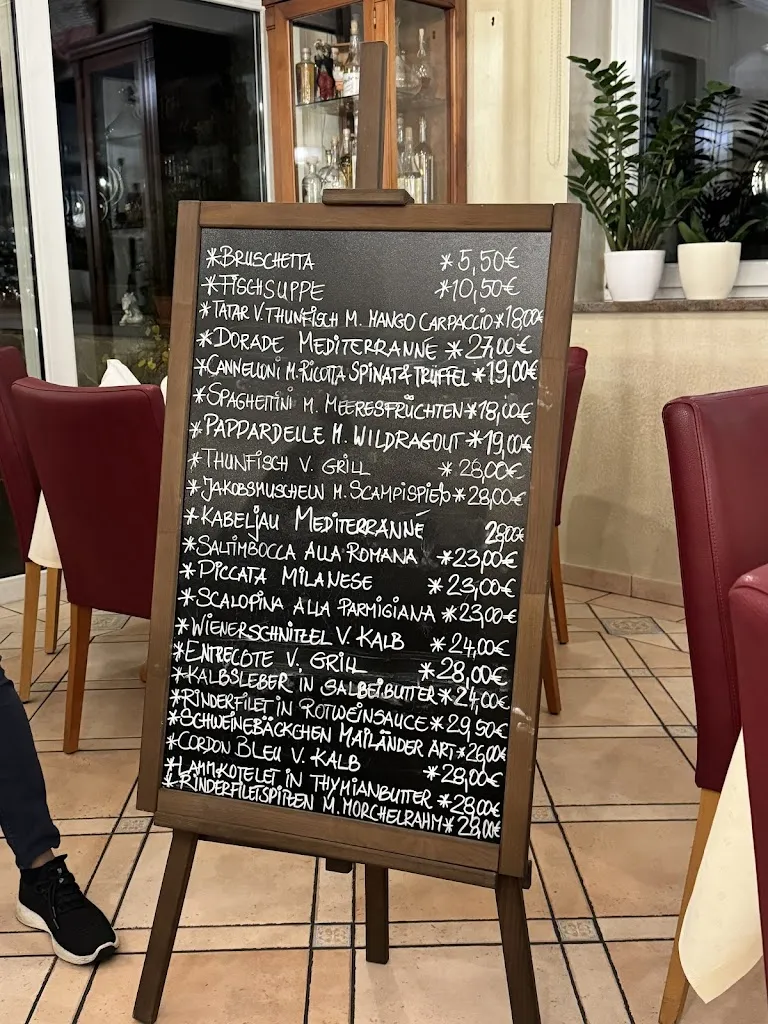 *BRUSCHETTA *5,50€
*FISCHSUPPE *10,50€
*TATAR V. THUNFISCH M. MANGO CARPACCIO *18,00€
*DORADE MEDITERRANNE *27,00€
*CANNELLONI M. RICOTTA SPINAT & TRÜFFEL *19,00€
*SPAGHETTINI M. MEERESFRÜCHTEN *18,00€
*PAPPARDELLE M. WILDRAGOUT *19,00€
*THUNFISCH V. GRILL *28,00€
*JAKOBSMUSCHELN M. SCAMPISPIEß *28,00€
*KABELJAU MEDITERRANNÉ 28,00€
*SALTIMBOCCA ALLA ROMANA *23,00€
*PICCATA MILANESE *23,00€
*SCALOPINA ALLA PARMIGIANA *23,00€
*WIENERSCHNITZEL V. KALB *24,00€
*ENTRECOTE V. GRILL *28,00€
*KALBSLEBER IN SALBEIBUTTER *24,00€
*RINDERFILET IN ROTWEINSAUCE *29,50€
*SCHWEINEBÄCKCHEN MAILÄNDER ART *26,00€
*CORDON BLEU V. KALB *28,00€
*LAMMKOTELET IN THYMIANBUTTER *28,00€
*RINDERFILETSPITZEN M. MORCHELRAHM *29,00€